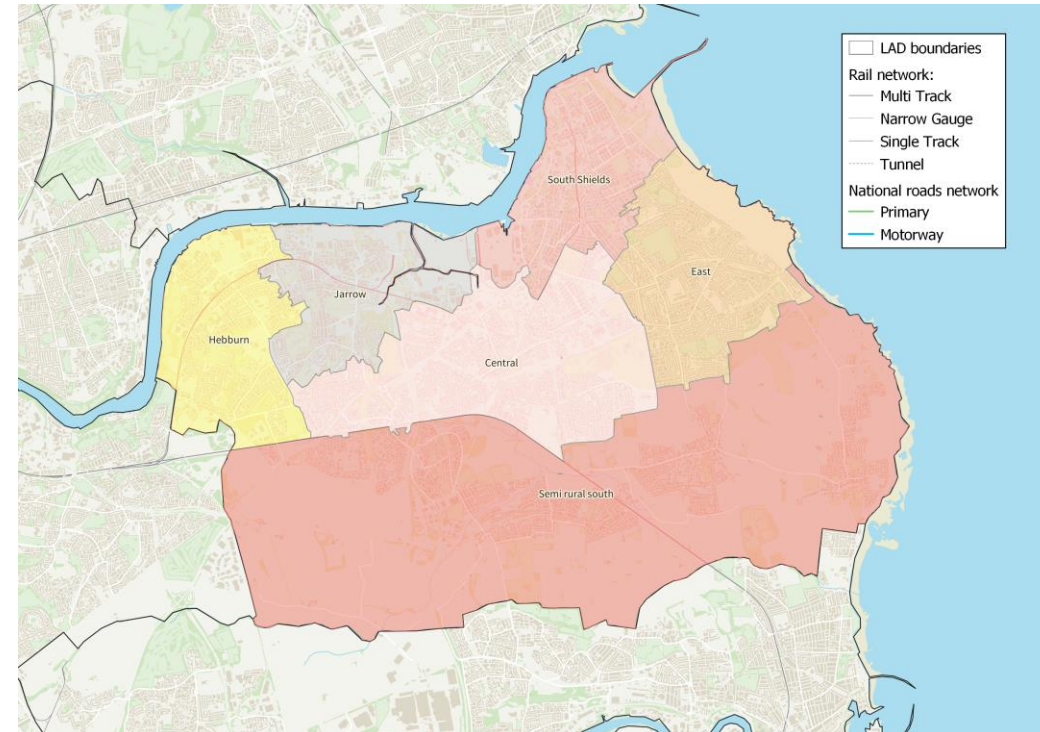 LAD boundaries
Rail network:
Multi Track
Narrow Gauge
Single Track
Tunnel
National roads network
Primary
Motorway
South Shields
East
Jarrow
Hebburn
Central
Semi rural south